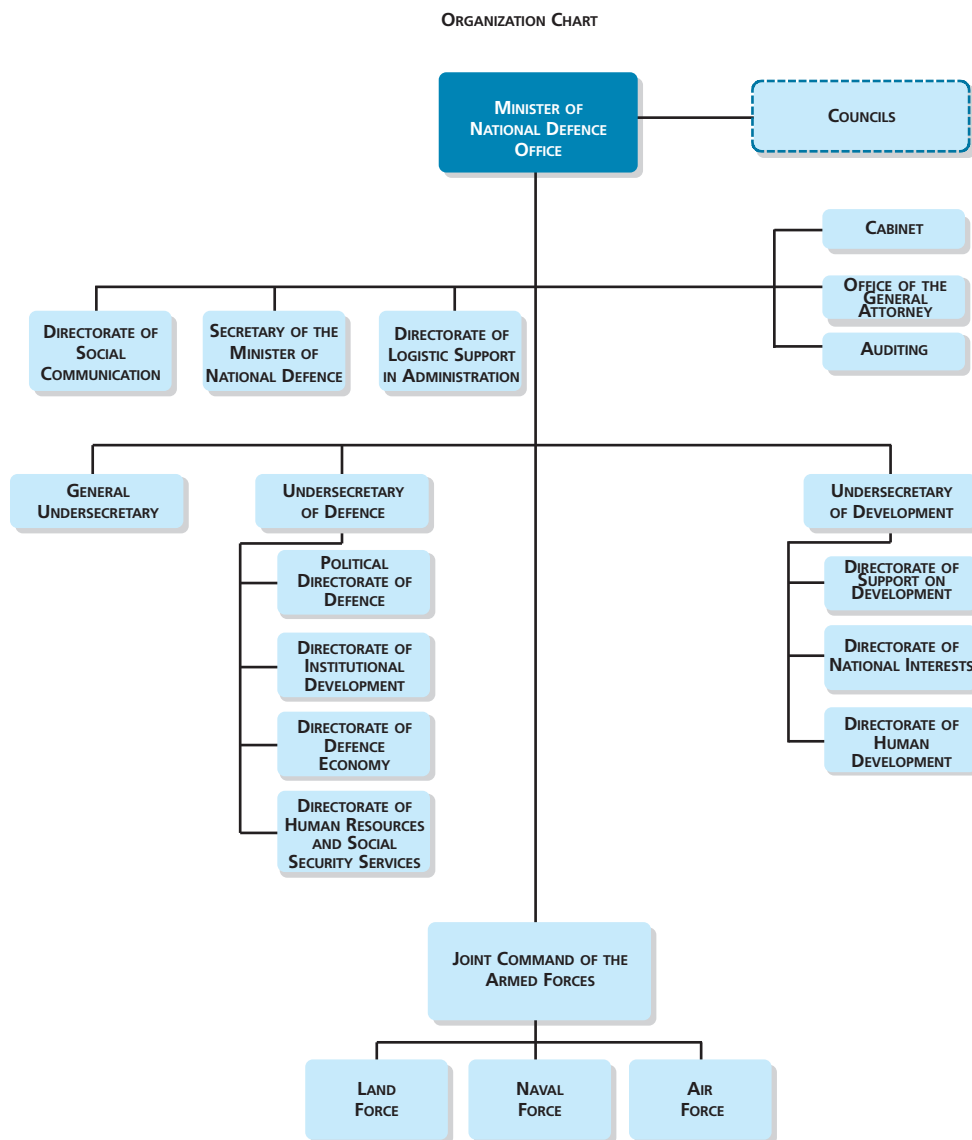 ORGANIZATION CHART
MINISTER OF
NATIONAL DEFENCE
OFFICE
COUNCILS
CABINET
OFFICE OF THE
GENERAL
ATTORNEY
AUDITING
DIRECTORATE OF
SOCIAL
COMMUNICATION
SECRETARY OF THE
MINISTER OF
NATIONAL DEFENCE
DIRECTORATE OF
LOGISTIC SUPPORT
IN ADMINISTRATION
GENERAL
UNDERSECRETARY
UNDERSECRETARY
OF DEFENCE
UNDERSECRETARY
OF DEVELOPMENT
POLITICAL
DIRECTORATE OF
DEFENCE
DIRECTORATE OF
INSTITUTIONAL
DEVELOPMENT
DIRECTORATE OF
DEFENCE
ECONOMY
DIRECTORATE OF
HUMAN RESOURCES
AND SOCIAL
SECURITY SERVICES
DIRECTORATE OF
SUPPORT ON
DEVELOPMENT
DIRECTORATE OF
NATIONAL INTERESTS
DIRECTORATE OF
HUMAN
DEVELOPMENT
JOINT COMMAND OF THE
ARMED FORCES
LAND
FORCE
NAVAL
FORCE
AIR
FORCE